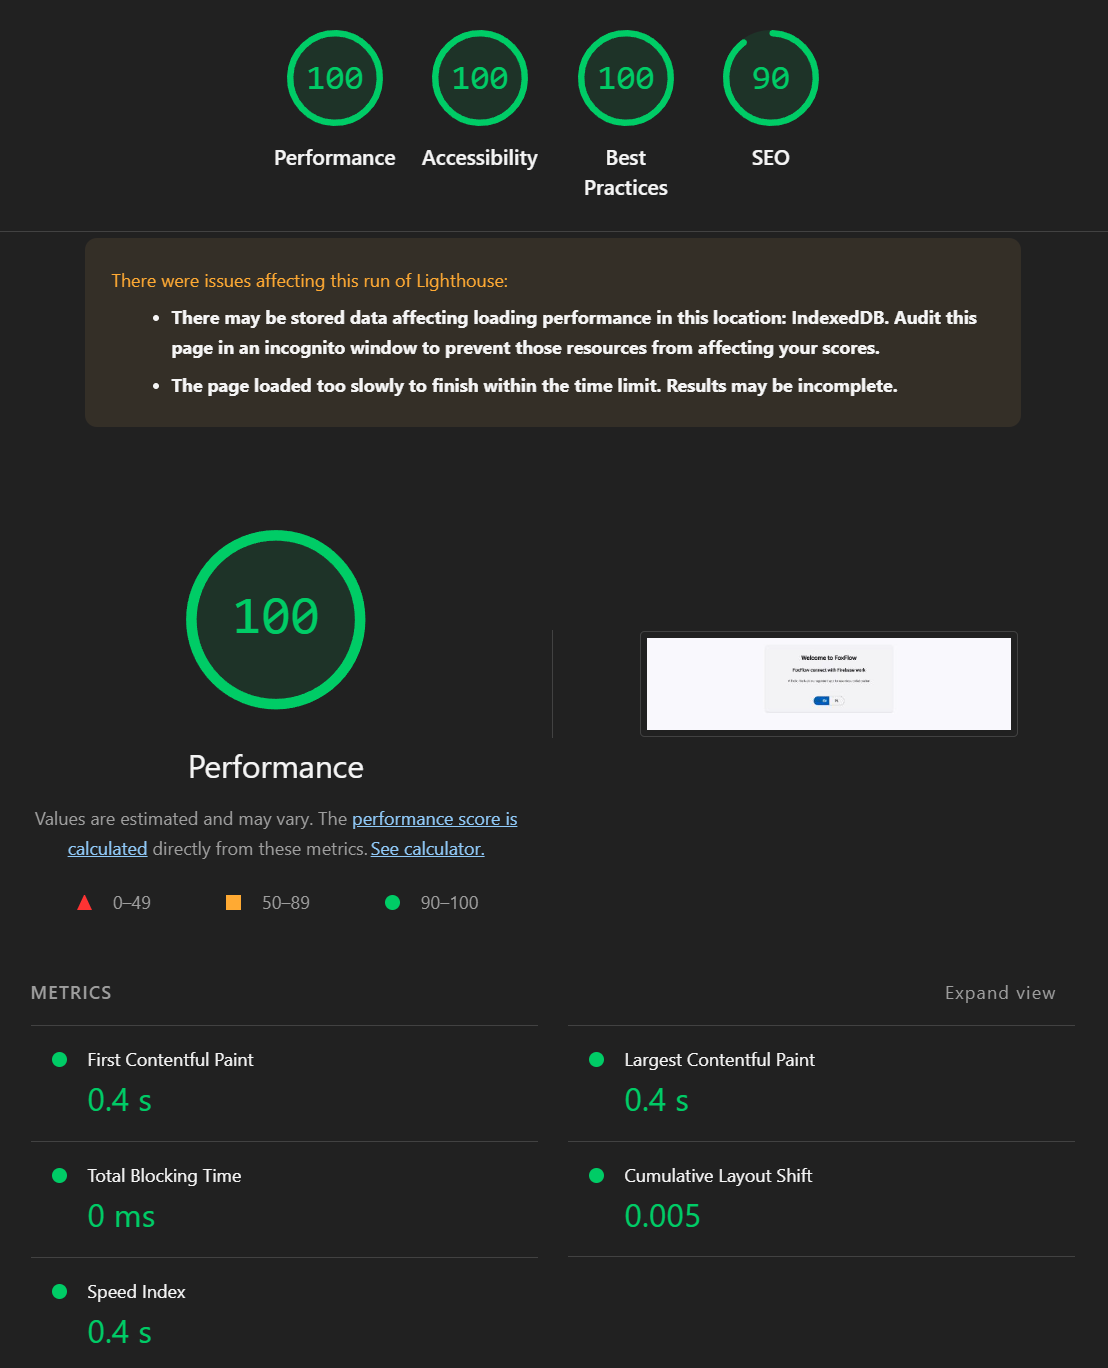 100
100
100
90
Performance
Accessibility
Best
Practices
SEO
There were issues affecting this run of Lighthouse:
• There may be stored data affecting loading performance in this location: IndexedDB. Audit this
page in an incognito window to prevent those resources from affecting your scores.
• The page loaded too slowly to finish within the time limit. Results may be incomplete.
100
Welcome to FoxFlow
FoxFlow connect with Firebase work
Performance
Values are estimated and may vary. The performance score is
calculated directly from these metrics. See calculator.
0–49
50–89
90–100
METRICS
Expand view
First Contentful Paint
0.4 s
Largest Contentful Paint
0.4 s
Total Blocking Time
0 ms
Cumulative Layout Shift
0.005
Speed Index
0.4 s